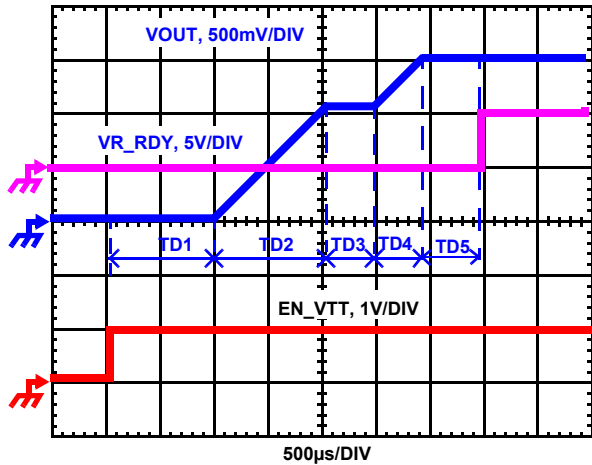 VOUT, 500mV/DIV
VR_RDY, 5V/DIV
TD1
TD2
TD3
TD4
TD5
EN_VTT, 1V/DIV
500µs/DIV